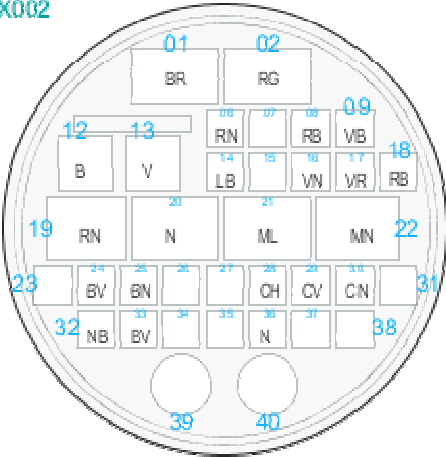 X002
01 02
BR RG
06 07 08 09
RN RB VIB
12 13
B V
14 15 16 17 18
LB VN VIR RB
19 20 21 22
RN N ML MN
23 24 25 26 27 28 29 30 31
BV BN CH CV CN
32 33 34 35 36 37 38
NB BV N
39 40